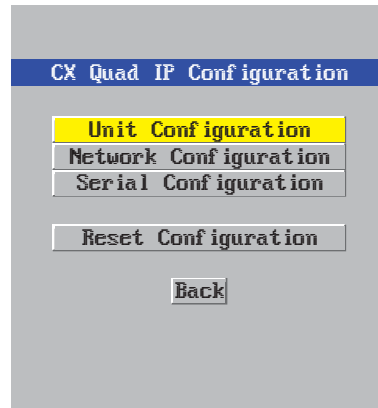 CX Quad IP Configuration
Unit Configuration
Network Configuration
Serial Configuration
Reset Configuration
Back